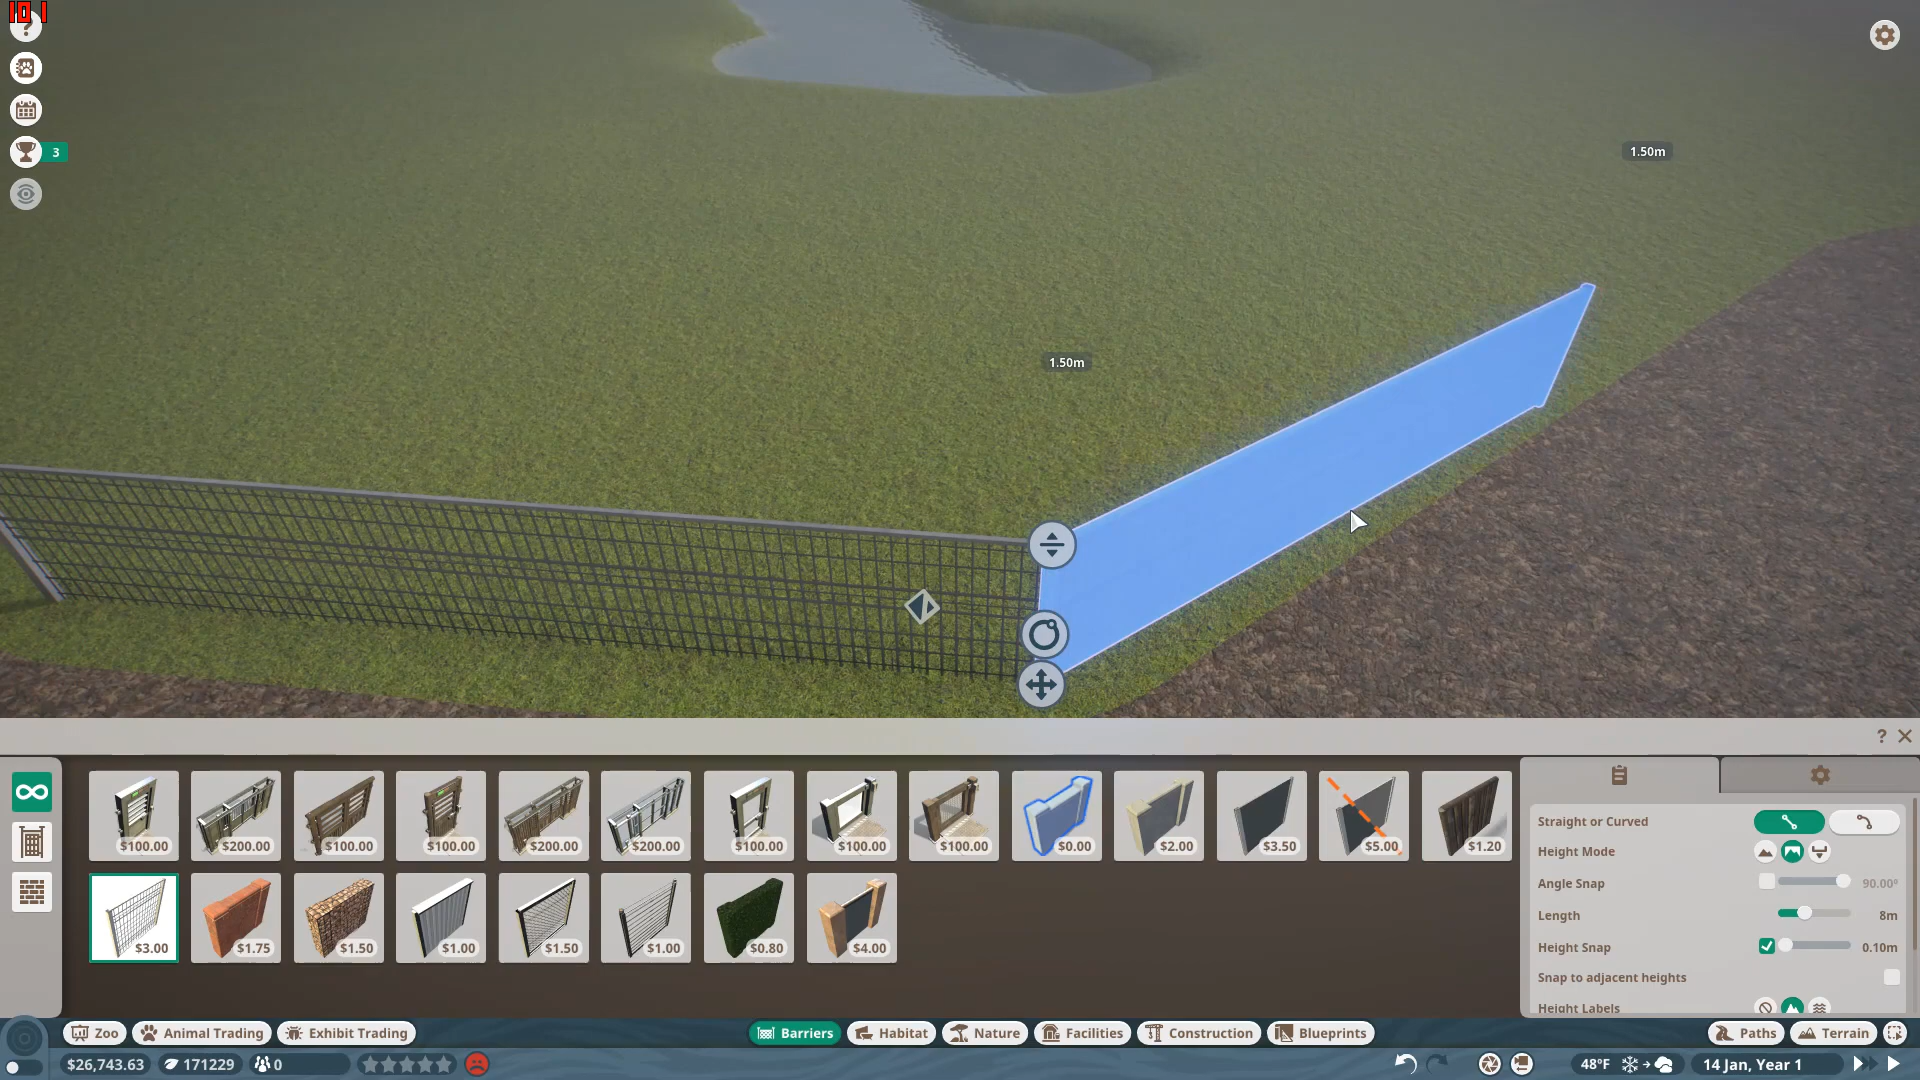 10 1
?
3
1.50m
1.50m
?
$100.00 $200.00 $100.00 $100.00 $200.00 $200.00 $100.00 $100.00 $100.00 $0.00 $2.00 $3.50 $5.00 $1.20
$3.00 $1.75 $1.50 $1.00 $1.50 $1.00 $0.80 $4.00
Straight or Curved
Height Mode
Angle Snap 90.00º
Length 8m
Height Snap 0.10m
Snap to adjacent heights
Height Labels
Zoo Animal Trading Exhibit Trading Barriers Habitat Nature Facilities Construction Blueprints Paths Terrain
$26,743.63 171229 0 48°F 14 Jan, Year 1